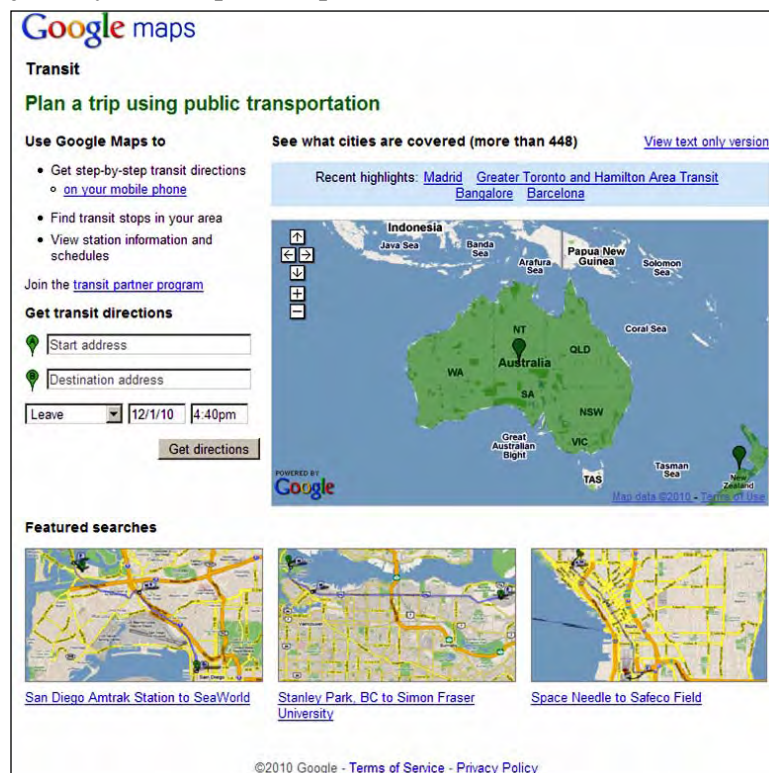 Google maps
Transit
Plan a trip using public transportation
Use Google Maps to
• Get step-by-step transit directions
o on your mobile phone
• Find transit stops in your area
• View station information and
schedules
Join the transit partner program
Get transit directions
A Start address
B Destination address
Leave 12/1/10 4:40pm
Get directions
See what cities are covered (more than 448)
View text only version
Recent highlights: Madrid Greater Toronto and Hamilton Area Transit
Bangalore Barcelona
Indonesia
Java Sea
Banda
Sea
Arafura
Sea
Papua New
Guinea
Solomon
Sea
Coral Sea
NT
Australia
QLD
WA
SA
NSW
VIC
Great
Australian
Bight
TAS
Tasman
Sea
New
Zealand
POWERED BY
Google
Map data ©2010 - Terms of Use
Featured searches
San Diego Amtrak Station to SeaWorld
Stanley Park, BC to Simon Fraser
University
Space Needle to Safeco Field
©2010 Google - Terms of Service - Privacy Policy